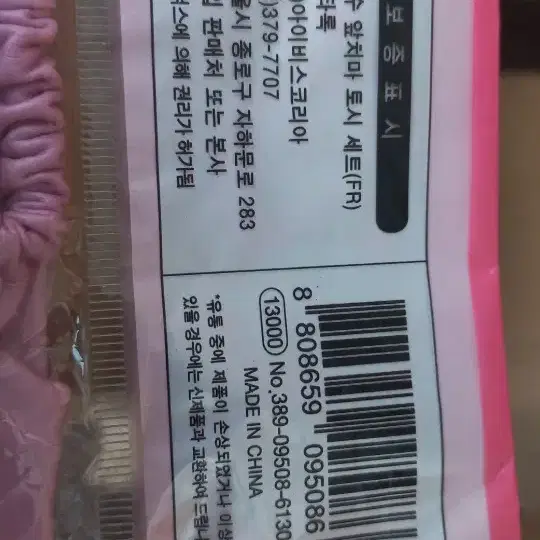 보 증 표 시
수 앞치마 토시 세트(FR)
터록
아이비스코리아
)379-7707
울시 종로구 자하문로 283
입 판매처 또는 본사
에 의해 권리가 허가됨
8 808659 095086
13000 No.389-09508-6130
MADE IN CHINA
*유통 중에 제품이 손상되었거나 이상
있을 경우에는 신제품과 교환하여 드립니